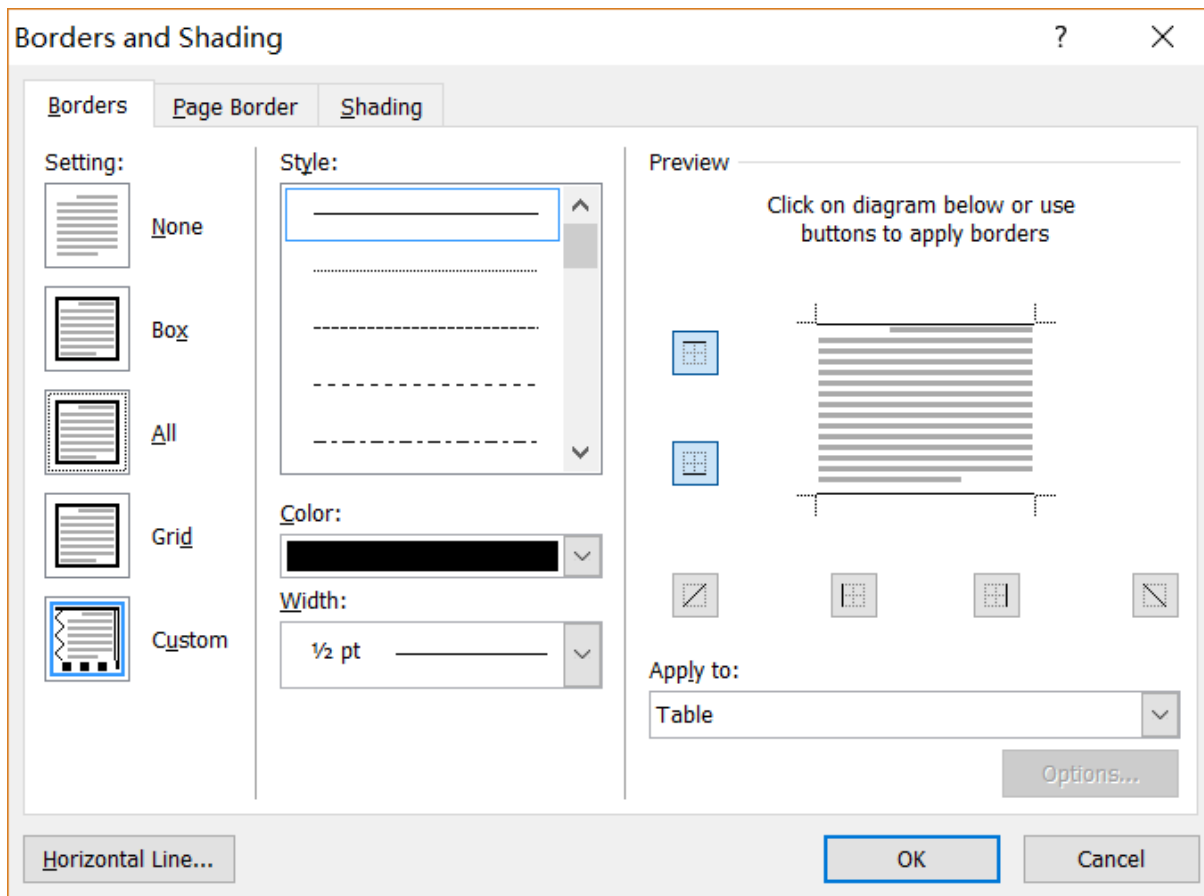 Borders and Shading
?
Borders
Page Border
Shading
Setting:
None
Box
All
Grid
Custom
Style:
Color:
Width:
½ pt
Preview
Click on diagram below or use
buttons to apply borders
Apply to:
Table
Options...
Horizontal Line...
OK
Cancel